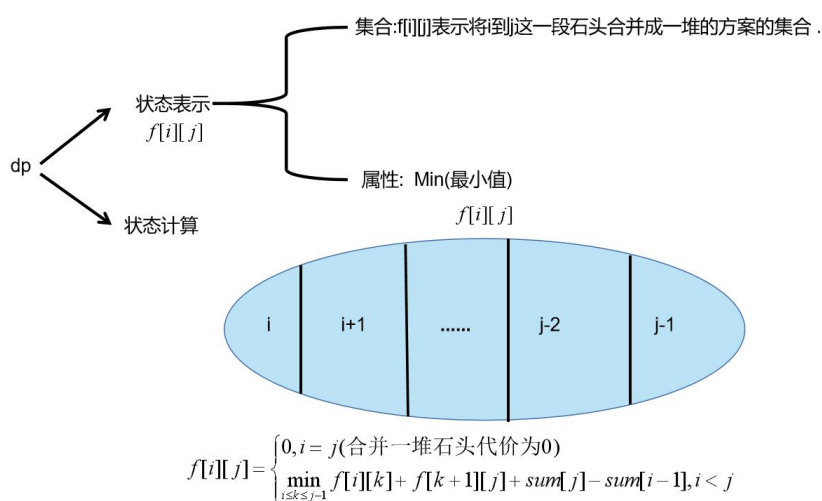 集合:f[i][j]表示将i到j这一段石头合并成一堆的方案的集合 .
状态表示
f[i][j]
dp
属性: Min(最小值)
状态计算
f[i][j]
i
i+1
......
j-2
j-1
f[i][j]={0,i=j(合并一堆石头代价为0)
min f[i][k]+f[k+1][j]+sum[j]-sum[i-1],i<j
i≤k≤j-1